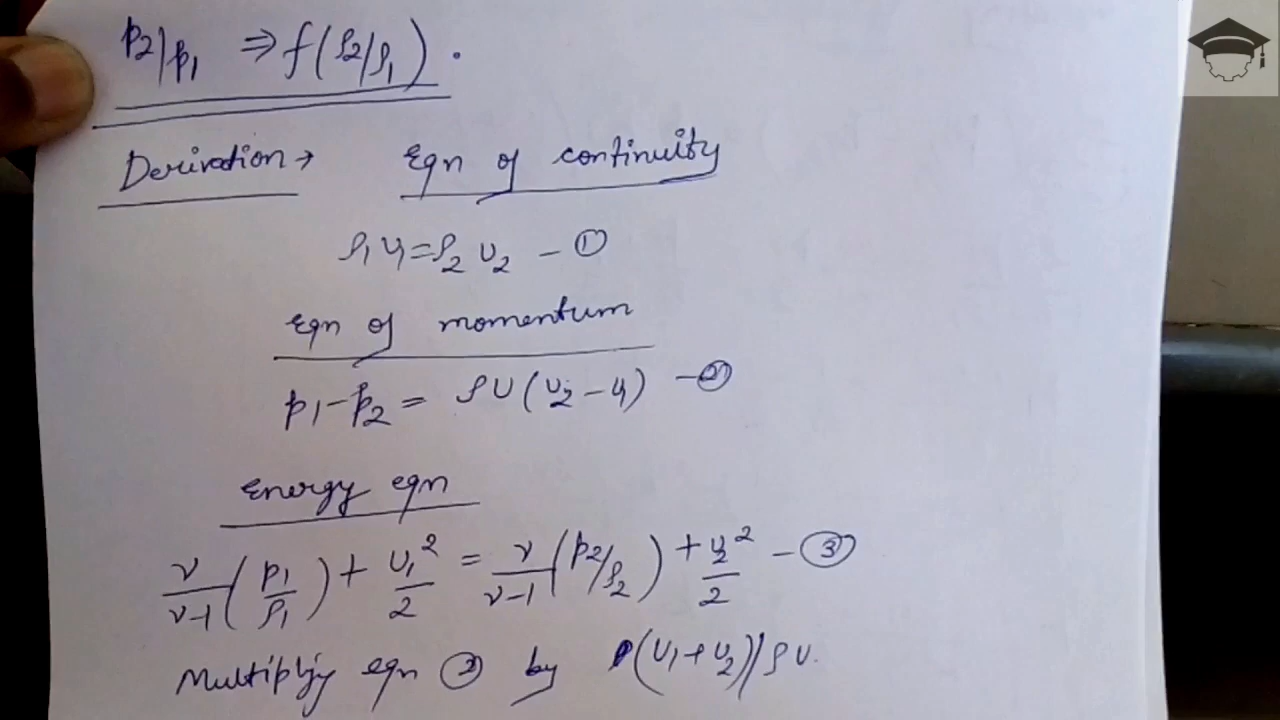 p2/p1 ⇒ f(ρ2/ρ1).
Derivation → Eqn of continuity
ρ1 u1 = ρ2 u2 - ①
Eqn of momentum
p1 - p2 = ρu(u2 - u1) - ②
Energy eqn
γ/γ-1 (p1/ρ1) + u1²/2 = γ/γ-1 (p2/ρ2) + u2²/2 - ③
Multiply eqn ② by (u1 + u2)/ρu.